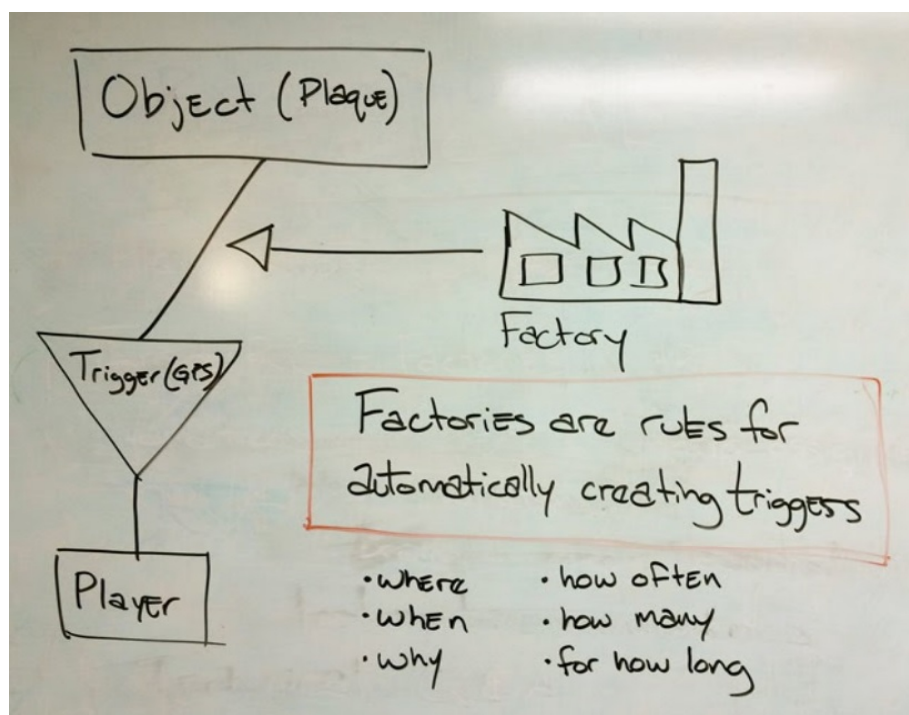 Object (Plaque)
Trigger (GPS)
Player
Factory
Factories are rules for
automatically creating triggers
· where
· when
· why
· how often
· how many
· for how long